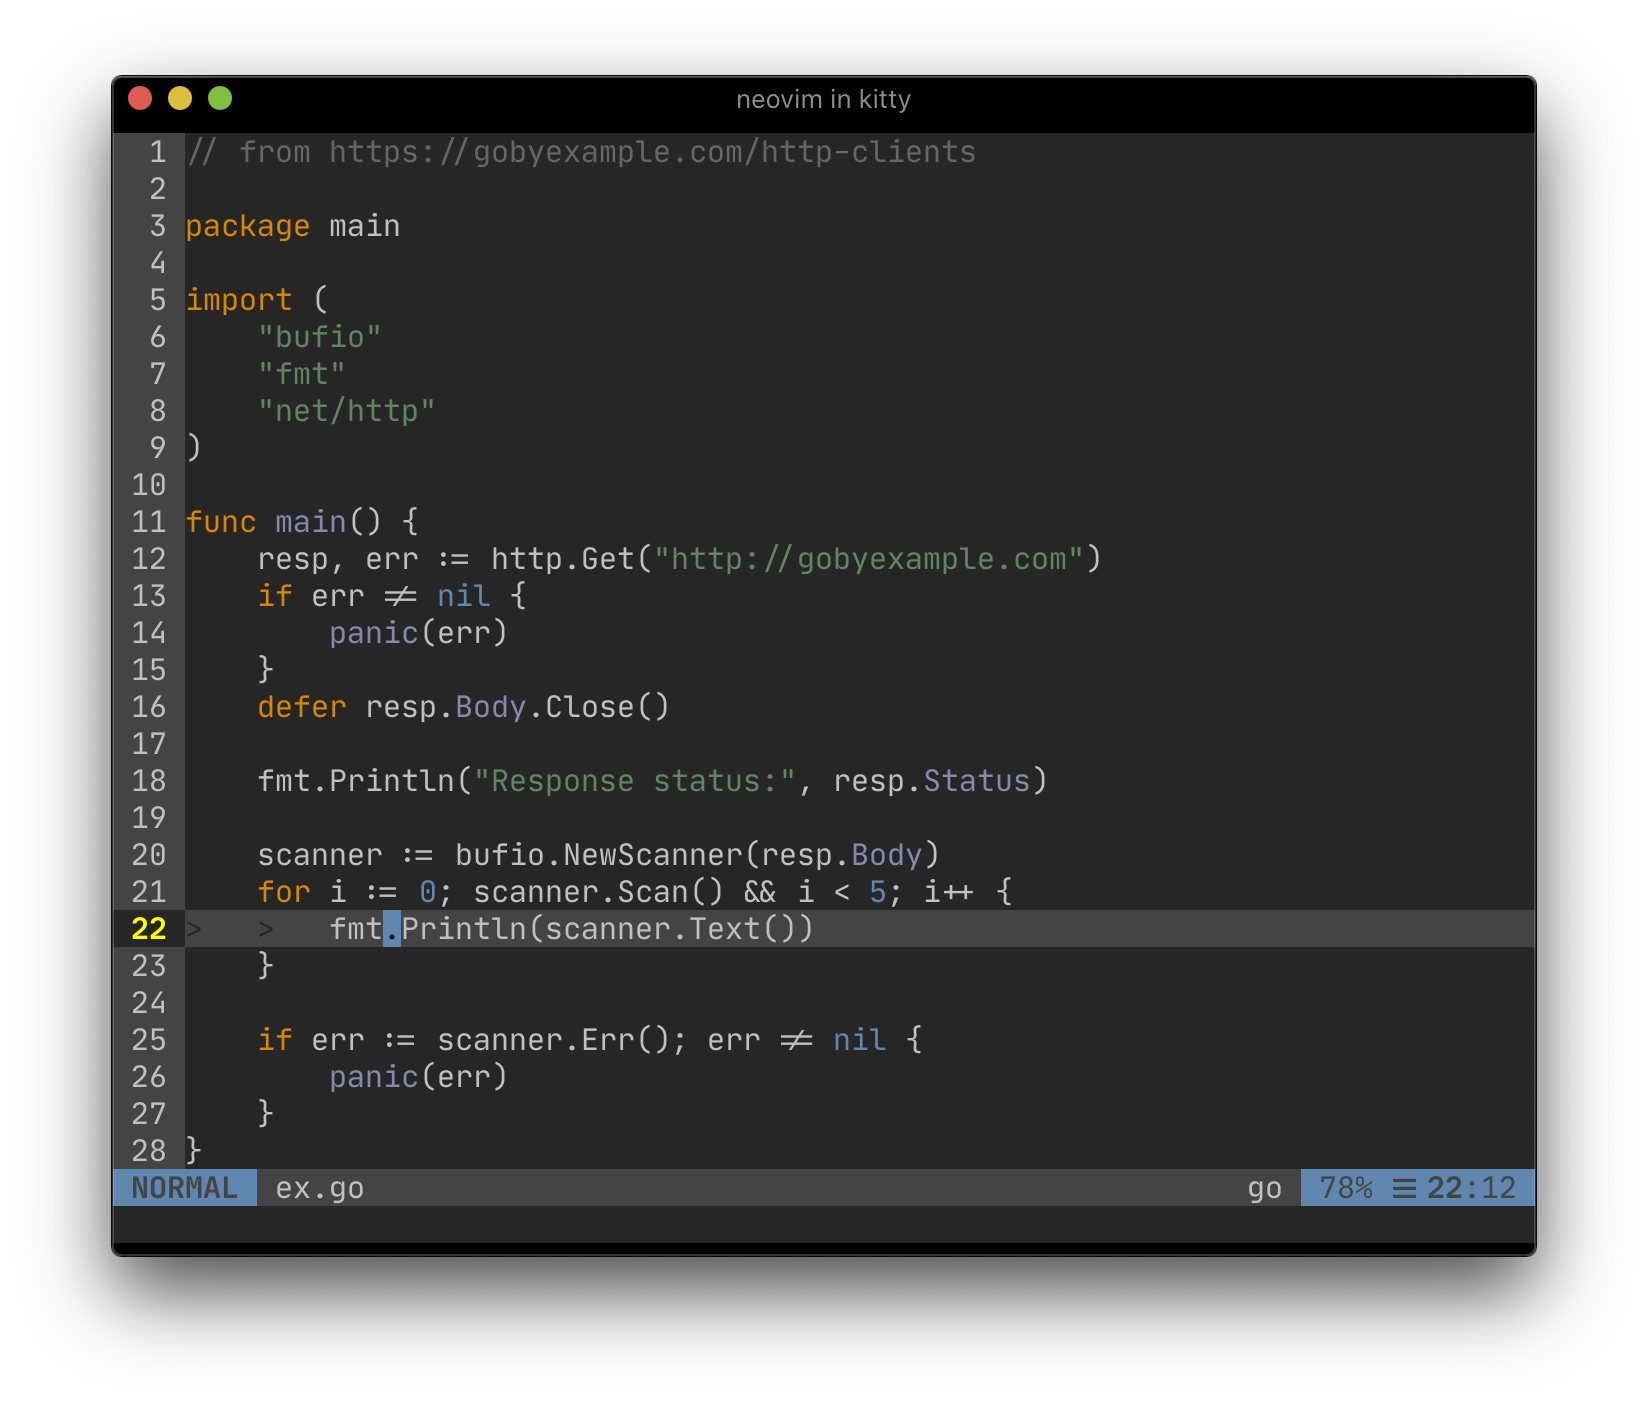 neovim in kitty
1 // from https://gobyexample.com/http-clients
2
3 package main
4
5 import (
6     "bufio"
7     "fmt"
8     "net/http"
9 )
10
11 func main() {
12     resp, err := http.Get("http://gobyexample.com")
13     if err != nil {
14         panic(err)
15     }
16     defer resp.Body.Close()
17
18     fmt.Println("Response status:", resp.Status)
19
20     scanner := bufio.NewScanner(resp.Body)
21     for i := 0; scanner.Scan() && i < 5; i++ {
22 >   >   fmt.Println(scanner.Text())
23     }
24
25     if err := scanner.Err(); err != nil {
26         panic(err)
27     }
28 }
NORMAL ex.go go 78% ☰ 22:12